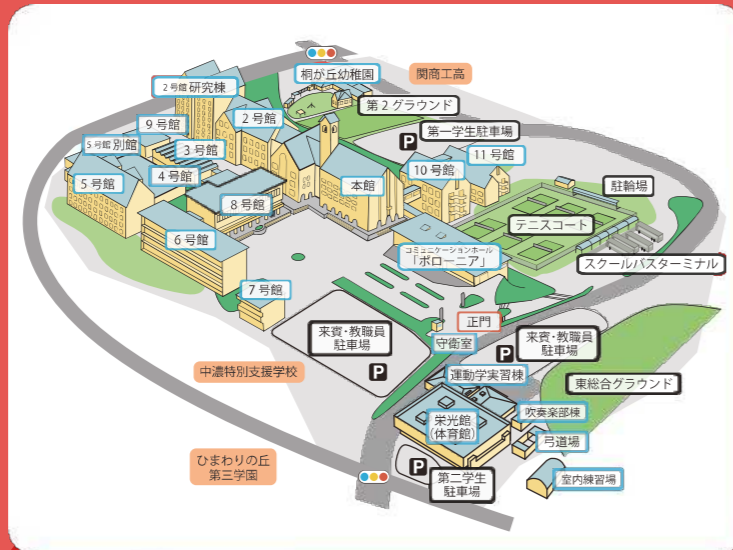 桐が丘幼稚園
関商工高
2号館研究棟
第2グラウンド
2号館
9号館
第一学生駐車場
P
5号館 別館
3号館
11号館
10号館
4号館
5号館
本館
駐輪場
8号館
テニスコート
6号館
コミュニケーションホール
「ポローニア」
スクールバスターミナル
7号館
正門
来賓・教職員
駐車場
P
守衛室
来賓・教職員
駐車場
P
中濃特別支援学校
運動学実習棟
東総合グラウンド
栄光館
(体育館)
吹奏楽部棟
弓道場
ひまわりの丘
第三学園
P
第二学生
駐車場
室内練習場